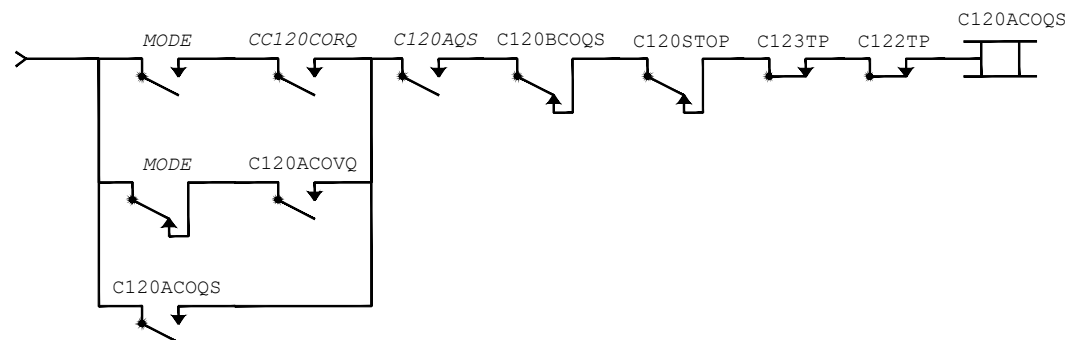 C120ACOQS
MODE CC120CORQ C120AQS C120BCOQS C120STOP C123TP C122TP
MODE C120ACOVQ
C120ACOQS